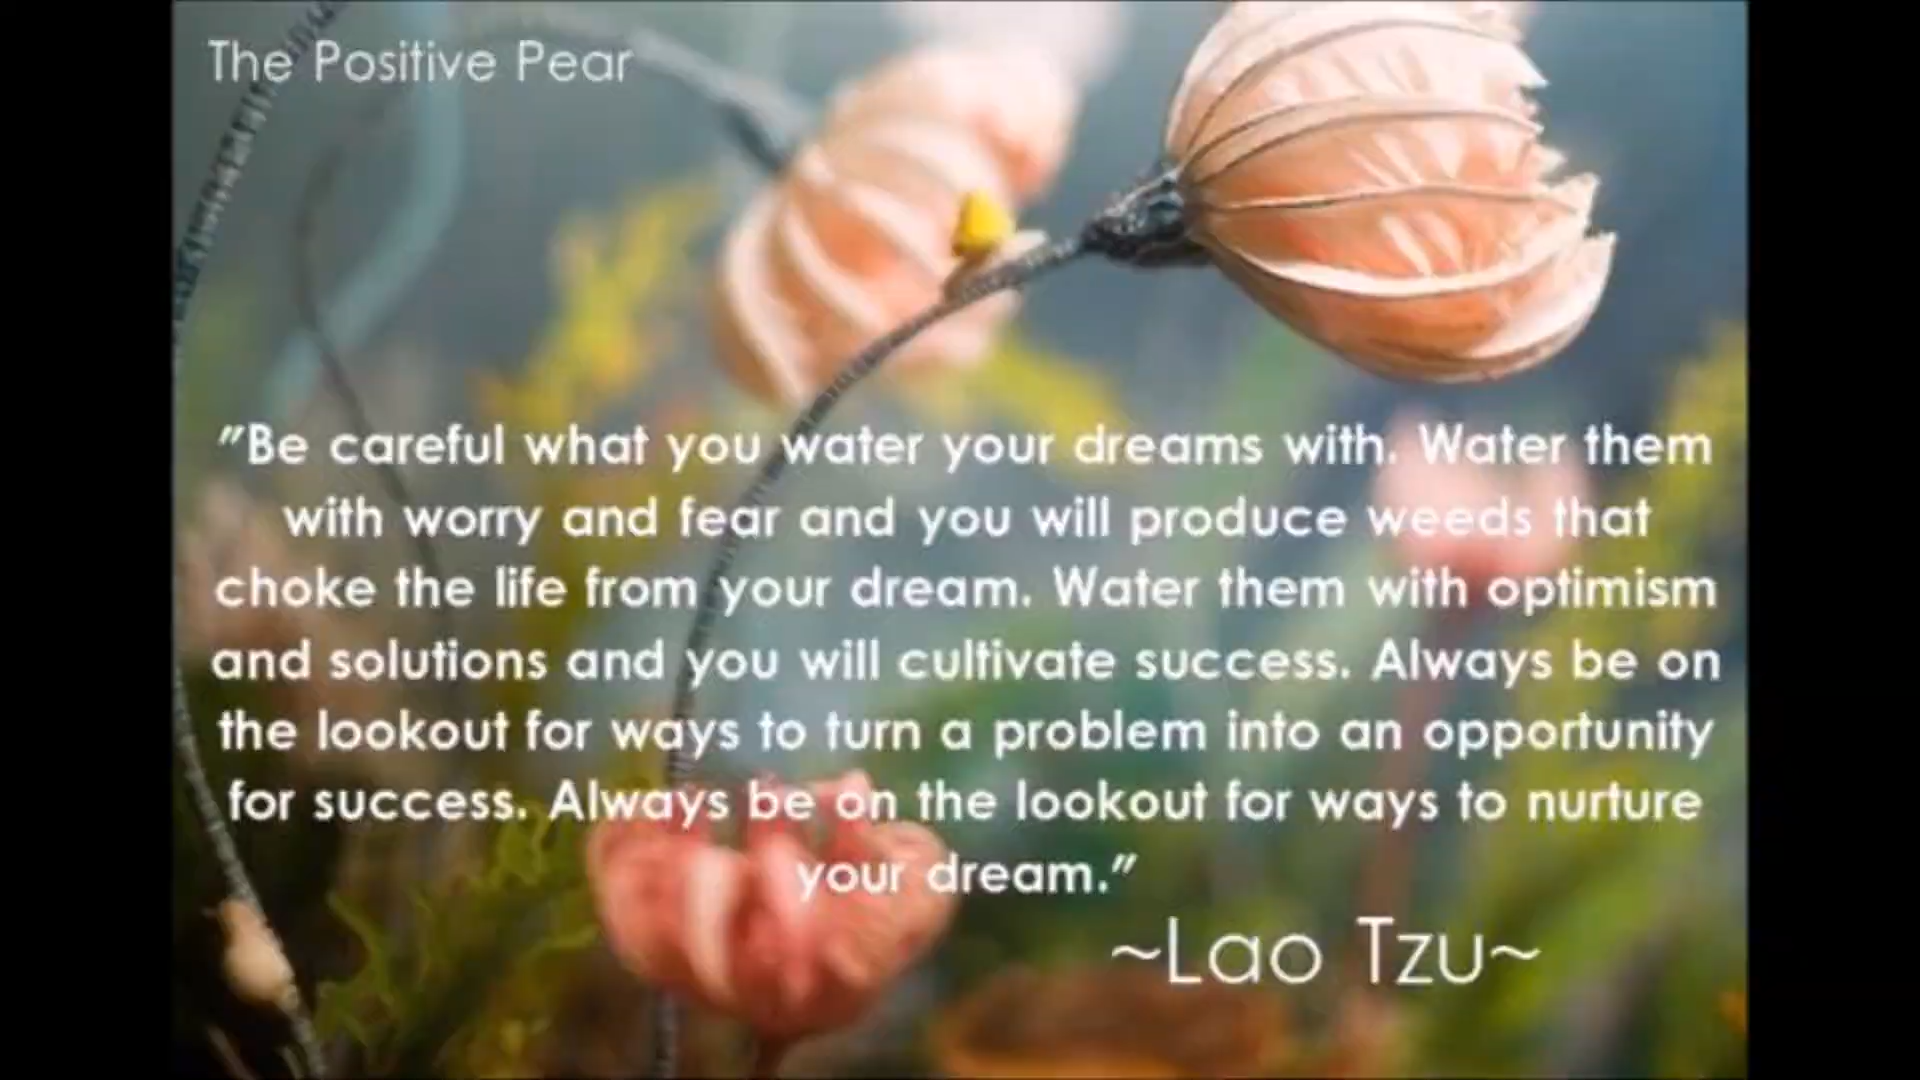 The Positive Pear
"Be careful what you water your dreams with. Water them
with worry and fear and you will produce weeds that
choke the life from your dream. Water them with optimism
and solutions and you will cultivate success. Always be on
the lookout for ways to turn a problem into an opportunity
for success. Always be on the lookout for ways to nurture
your dream."
~Lao Tzu~